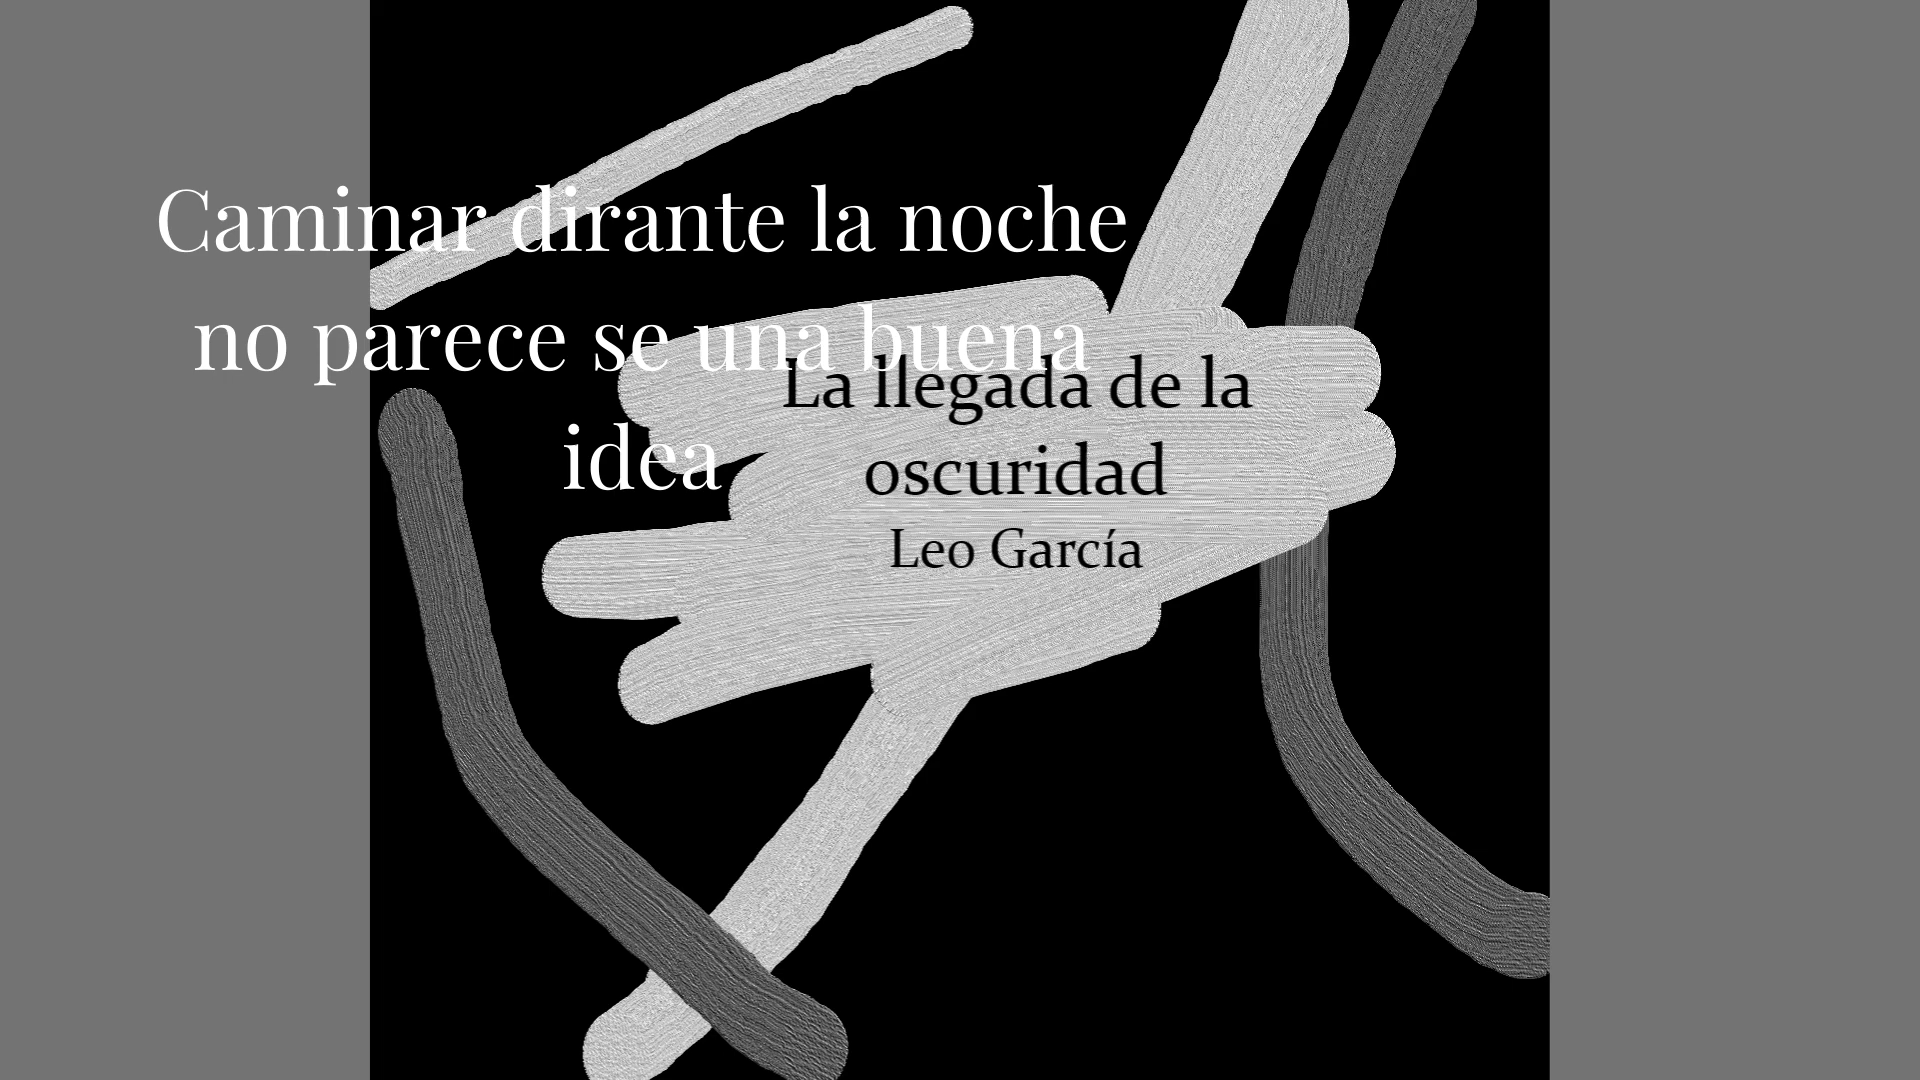 Caminar dirante la noche
no parece se una buena
idea
La llegada de la
oscuridad
Leo García